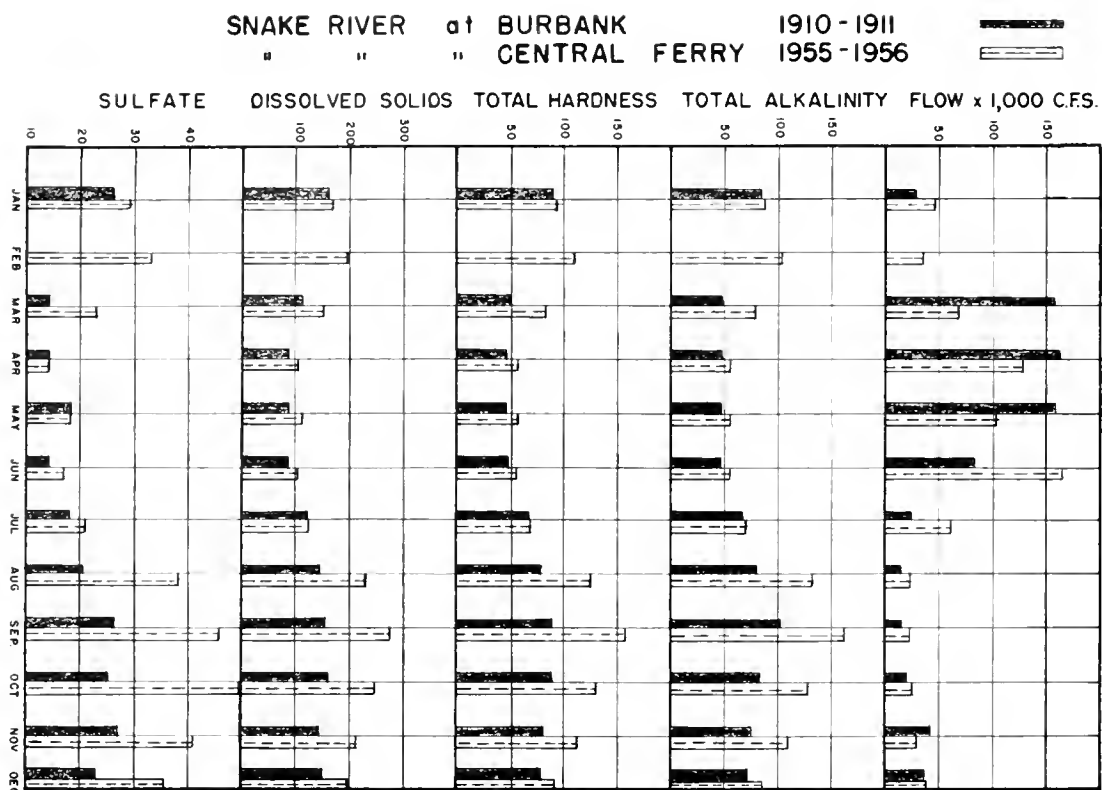 SNAKE RIVER at BURBANK 1910-1911
" " " CENTRAL FERRY 1955-1956
SULFATE DISSOLVED SOLIDS TOTAL HARDNESS TOTAL ALKALINITY FLOW x 1,000 C.F.S.
10 20 30 40 100 200 300 50 100 150 50 100 150 50 100 150
JAN
FEB
MAR
APR
MAY
JUN
JUL
AUG
SEP
OCT
NOV
DEC